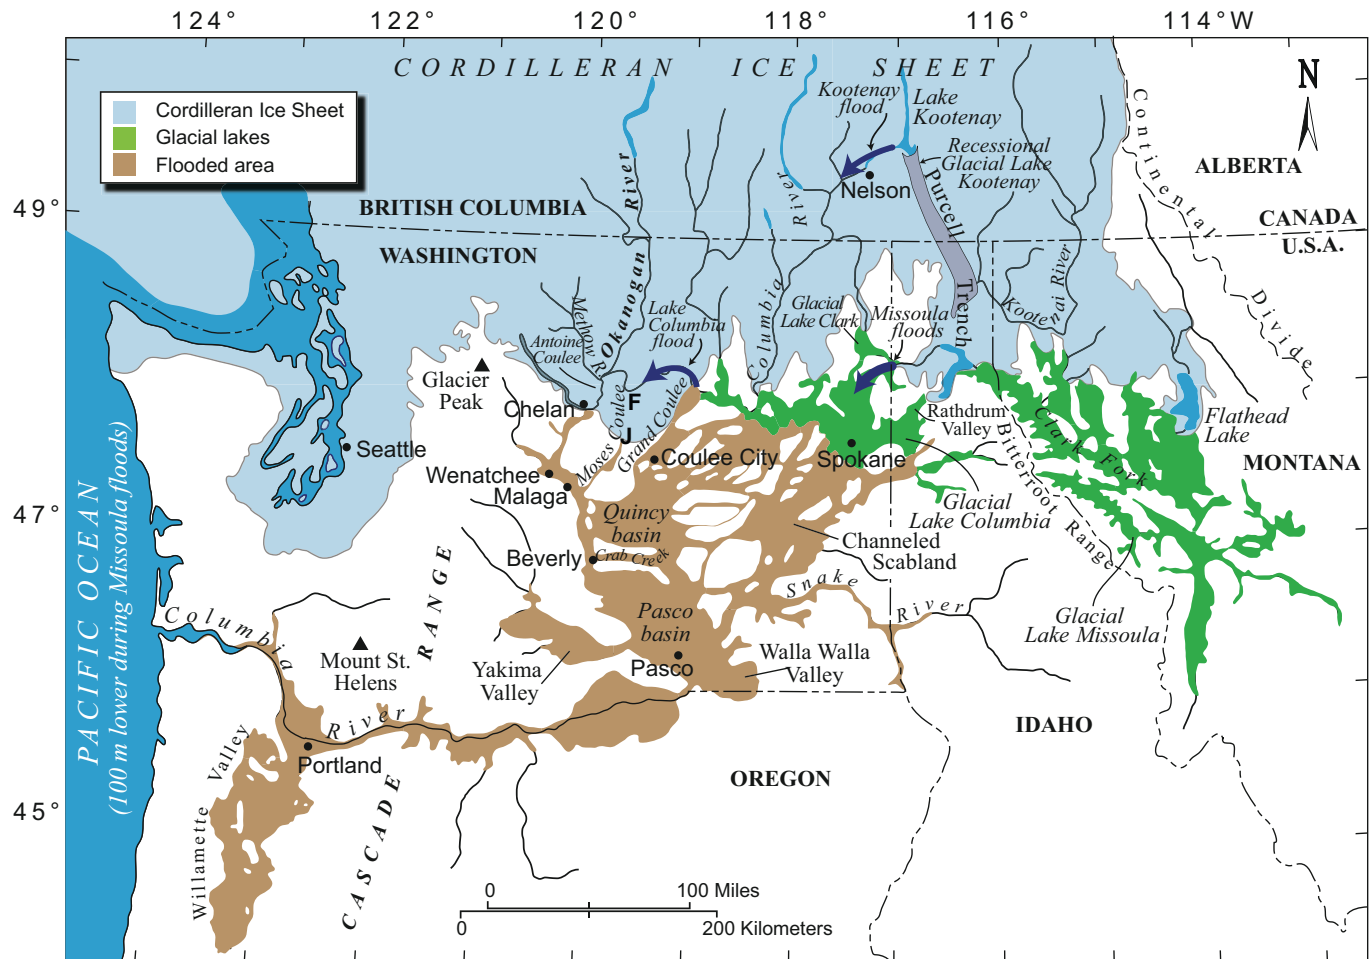 124°
122°
120°
118°
116°
114°W
CORDILLERAN ICE SHEET
Cordilleran Ice Sheet
Glacial lakes
Flooded area
Kootenay
flood
Lake
Kootenay
Recessional
Glacial Lake
Kootenay
Nelson
Purcell
Trench
Continental
Divide
N
ALBERTA
CANADA
U.S.A.
49°
BRITISH COLUMBIA
WASHINGTON
Okanogan River
Columbia River
Kootenai River
Methow R.
Antoine
Coulee
Lake
Columbia
flood
Glacial
Lake Clark
Missoula
floods
Glacier
Peak
Chelan
F
J
Moses Coulee
Grand Coulee
Seattle
Wenatchee
Malaga
Coulee City
Spokane
Rathdrum
Valley
Bitterroot Range
Clark Fork
Flathead
Lake
MONTANA
47°
Quincy
basin
Glacial
Lake Columbia
Channeled
Scabland
Beverly
Crab Creek
Snake River
PACIFIC OCEAN
(100 m lower during Missoula floods)
Columbia River
Mount St.
Helens
CASCADE RANGE
Yakima
Valley
Pasco
basin
Pasco
Walla Walla
Valley
Glacial
Lake Missoula
IDAHO
OREGON
Portland
Willamette Valley
45°
0
100 Miles
0
200 Kilometers